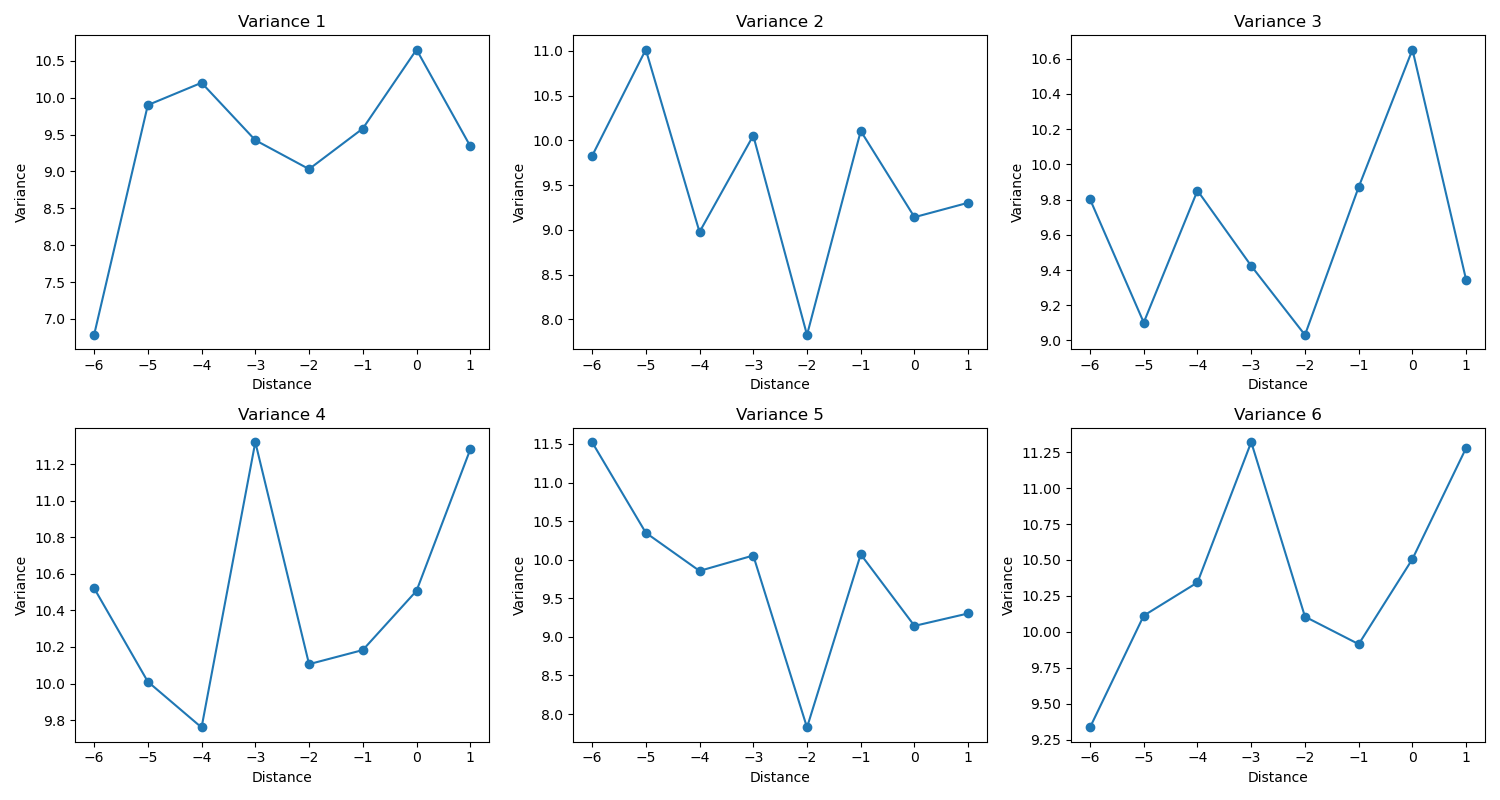 Variance 1
Variance
10.5
10.0
9.5
9.0
8.5
8.0
7.5
7.0
−6 −5 −4 −3 −2 −1 0 1
Distance
Variance 2
Variance
11.0
10.5
10.0
9.5
9.0
8.5
8.0
−6 −5 −4 −3 −2 −1 0 1
Distance
Variance 3
Variance
10.6
10.4
10.2
10.0
9.8
9.6
9.4
9.2
9.0
−6 −5 −4 −3 −2 −1 0 1
Distance
Variance 4
Variance
11.2
11.0
10.8
10.6
10.4
10.2
10.0
9.8
−6 −5 −4 −3 −2 −1 0 1
Distance
Variance 5
Variance
11.5
11.0
10.5
10.0
9.5
9.0
8.5
8.0
−6 −5 −4 −3 −2 −1 0 1
Distance
Variance 6
Variance
11.25
11.00
10.75
10.50
10.25
10.00
9.75
9.50
9.25
−6 −5 −4 −3 −2 −1 0 1
Distance